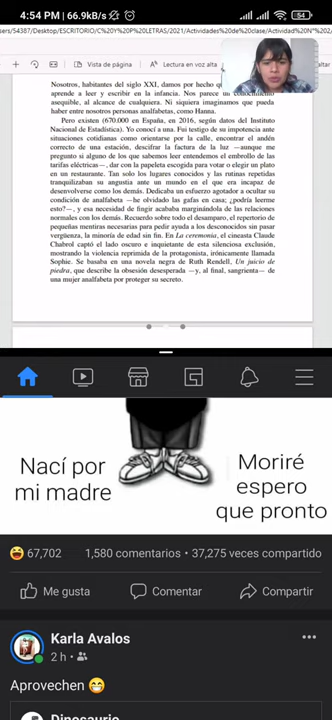 4:54 PM | 66.9kB/s
54
sers/54387/Desktop/ESCRITORIO/C%20Y%20P%20LETRAS/2021/Actividades%20de%20clase/Actividad%20N°%202/
Vista de página
Lectura en voz alta
Nosotros, habitantes del siglo XXI, damos por hecho q
aprende a leer y escribir en la infancia. Nos parece un conocimiento
asequible, al alcance de cualquiera. Ni siquiera imaginamos que pueda
haber entre nosotros personas analfabetas, como Hanna.
Pero existen (670.000 en España, en 2016, según datos del Instituto
Nacional de Estadística). Yo conocí a una. Fui testigo de su impotencia ante
situaciones cotidianas como orientarse por la calle, encontrar el andén
correcto de una estación, descifrar la factura de la luz —aunque me
pregunto si alguno de los que sabemos leer entendemos el embrollo de las
tarifas eléctricas—, dar con la papeleta escogida para votar o elegir un plato
en un restaurante. Tan solo los lugares conocidos y las rutinas repetidas
tranquilizaban su angustia ante un mundo en el que era incapaz de
desenvolverse como los demás. Dedicaba un esfuerzo agotador a ocultar su
condición de analfabeta —he olvidado las gafas en casa; ¿podría leerme
esto?—, y esa necesidad de fingir acababa marginándola de las relaciones
normales con los demás. Recuerdo sobre todo el desamparo, el repertorio de
pequeñas mentiras necesarias para pedir ayuda a los desconocidos sin pasar
vergüenza, la minoría de edad sin fin. En La ceremonia, el cineasta Claude
Chabrol captó el lado oscuro e inquietante de esta silenciosa exclusión,
mostrando la violencia reprimida de la protagonista, irónicamente llamada
Sophie. Se basaba en una novela negra de Ruth Rendell, Un juicio de
piedra, que describe la obsesión desesperada —y, al final, sangrienta— de
una mujer analfabeta por proteger su secreto.
Nací por
mi madre
Moriré
espero
que pronto
67,702
1,580 comentarios • 37,275 veces compartido
Me gusta
Comentar
Compartir
Karla Avalos
2 h •
Aprovechen
Dinosaurio